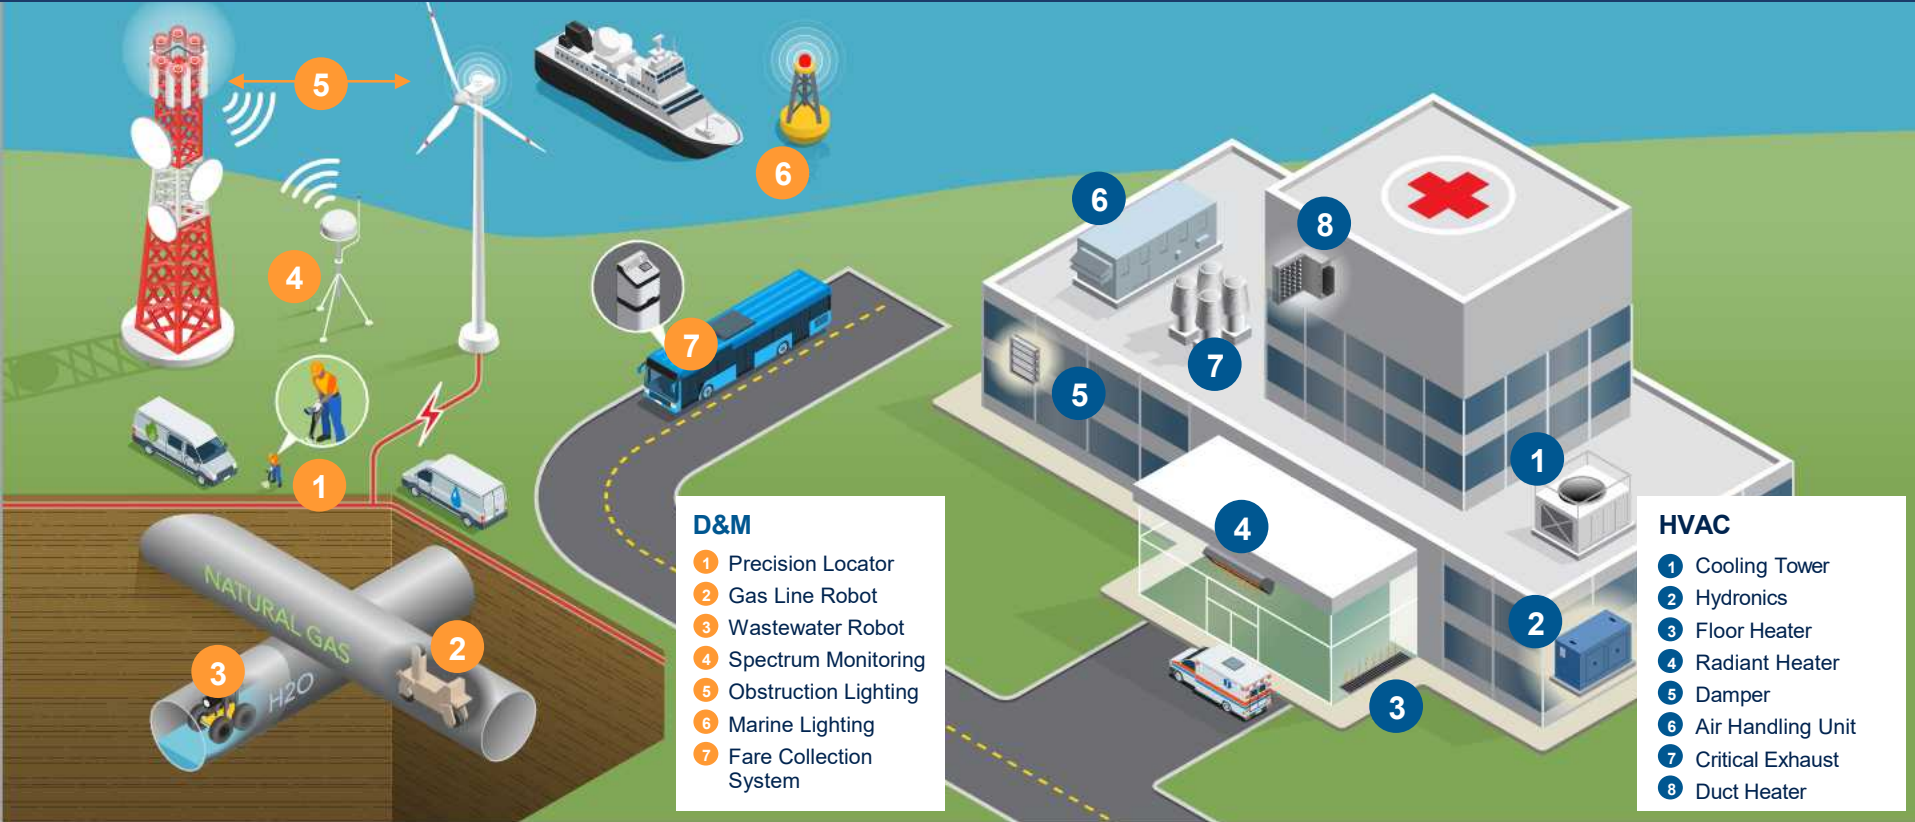 5
6
4
7
1
NATURAL GAS
H2O
2
3
6
8
7
5
1
4
2
3
D&M
1 Precision Locator
2 Gas Line Robot
3 Wastewater Robot
4 Spectrum Monitoring
5 Obstruction Lighting
6 Marine Lighting
7 Fare Collection
System
HVAC
1 Cooling Tower
2 Hydronics
3 Floor Heater
4 Radiant Heater
5 Damper
6 Air Handling Unit
7 Critical Exhaust
8 Duct Heater